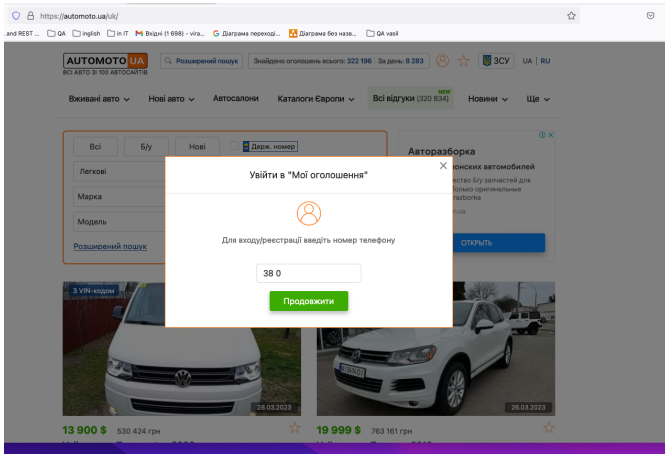 https://automoto.ua/uk/
and REST ... QA inglish in IT Вхідні (1 698) - vira... Діаграма переході... Діаграма без назв... QA vasil
AUTOMOTO UA
ВСІ АВТО ЗІ 100 АВТОСАЙТІВ
Розширений пошук
Знайдено оголошень всього: 322 196 За день: 8 283
ЗСУ
UA | RU
Вживані авто Нові авто Автосалони Каталоги Європи Всі відгуки (320 834) NEW Новини Ще
Всі Б/у Нові Держ. номер
Легкові
Марка
Модель
Розширений пошук
Авторазборка
онских автомобилей
ество б/у запчастей для
олько оригинальные
razborka
ОТКРЫТЬ
Увійти в "Мої оголошення"
Для входу/реєстрації введіть номер телефону
38 0
Продовжити
З VIN-кодом
28.03.2023
26.03.2023
13 900 $ 530 424 грн
19 999 $ 763 161 грн